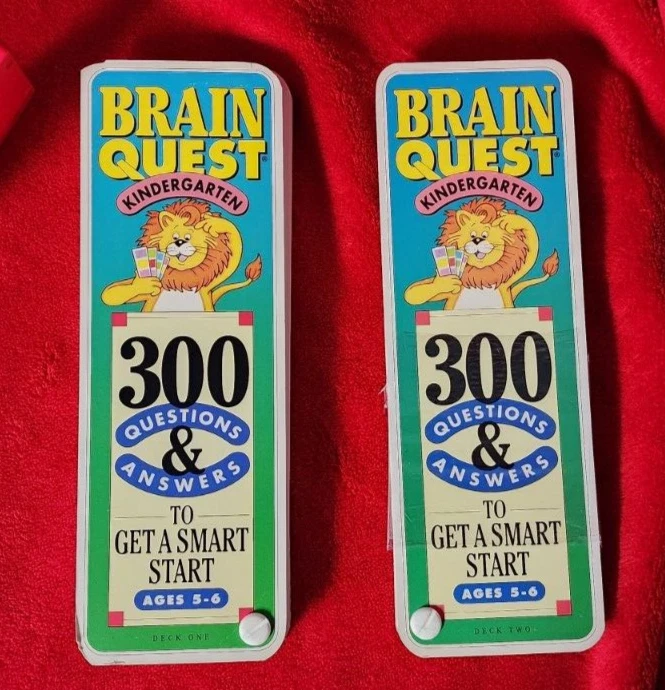 BRAIN
QUEST®
KINDERGARTEN
300
QUESTIONS
&
ANSWERS
TO
GET A SMART
START
AGES 5-6
DECK ONE
BRAIN
QUEST®
KINDERGARTEN
300
QUESTIONS
&
ANSWERS
TO
GET A SMART
START
AGES 5-6
DECK TWO